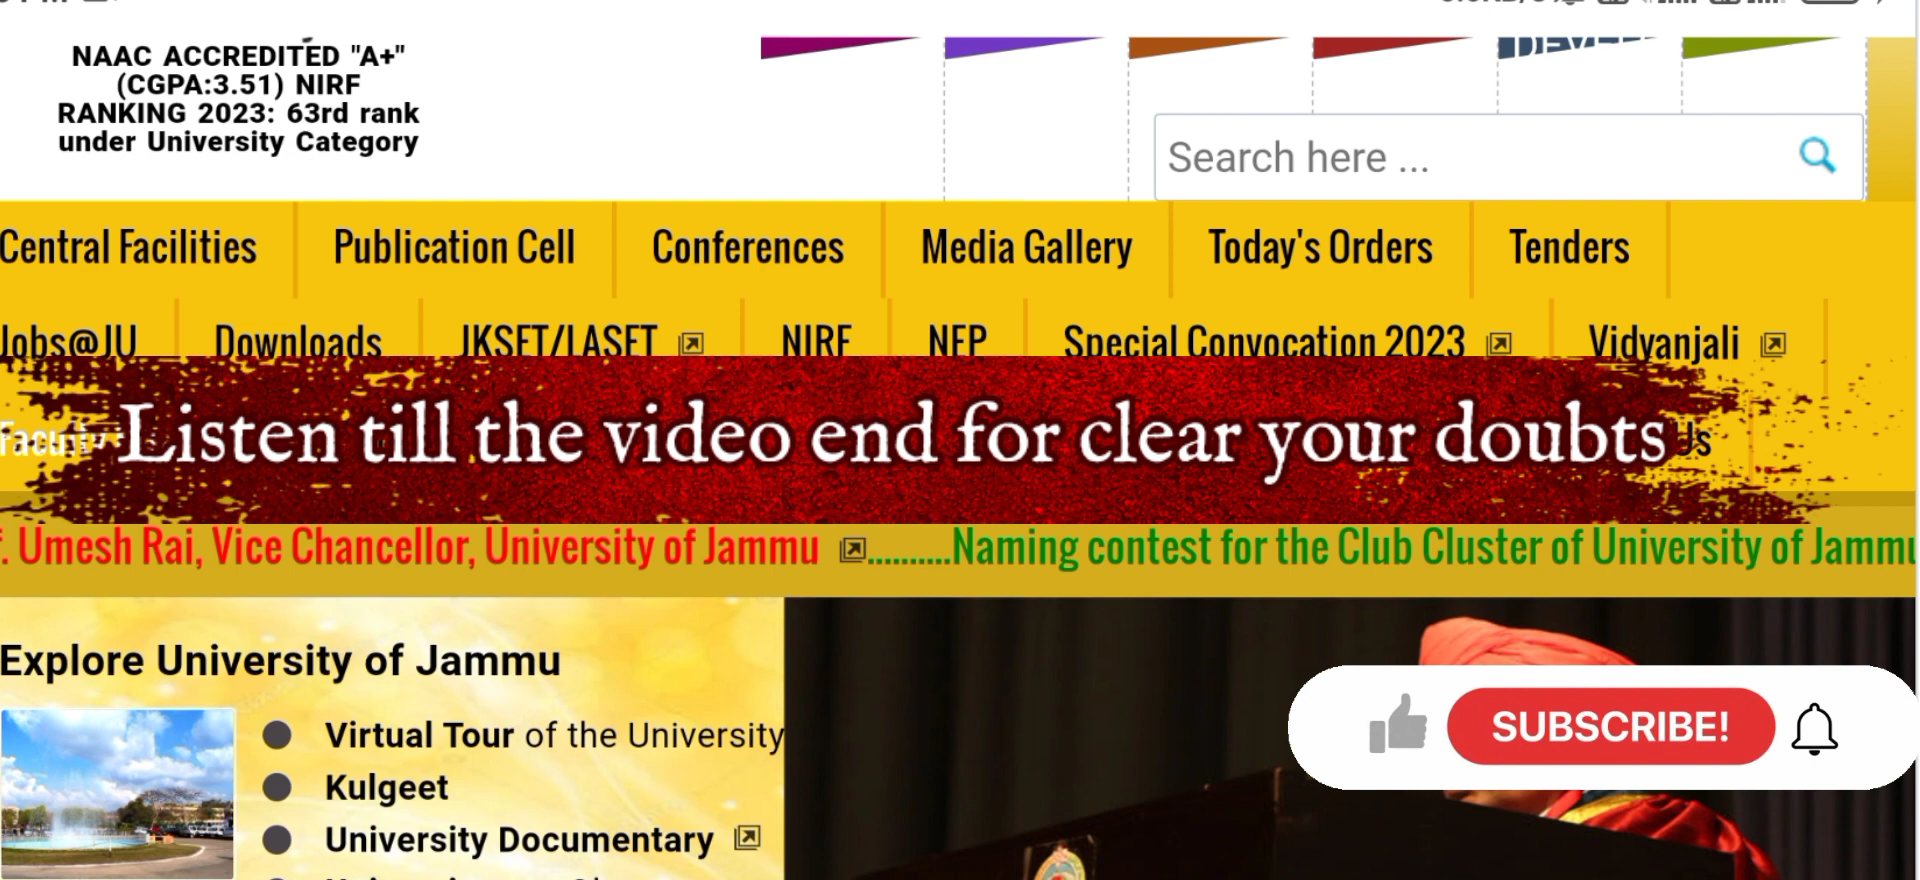 NAAC ACCREDITED "A+"
(CGPA:3.51) NIRF
RANKING 2023: 63rd rank
under University Category
Search here ...
Central Facilities Publication Cell Conferences Media Gallery Today's Orders Tenders
Jobs@JU Downloads JKSET/LASET NIRF NEP Special Convocation 2023 Vidyanjali
Listen till the video end for clear your doubts
Us
. Umesh Rai, Vice Chancellor, University of Jammu ..........Naming contest for the Club Cluster of University of Jammu
Explore University of Jammu
Virtual Tour of the University
Kulgeet
University Documentary
SUBSCRIBE!